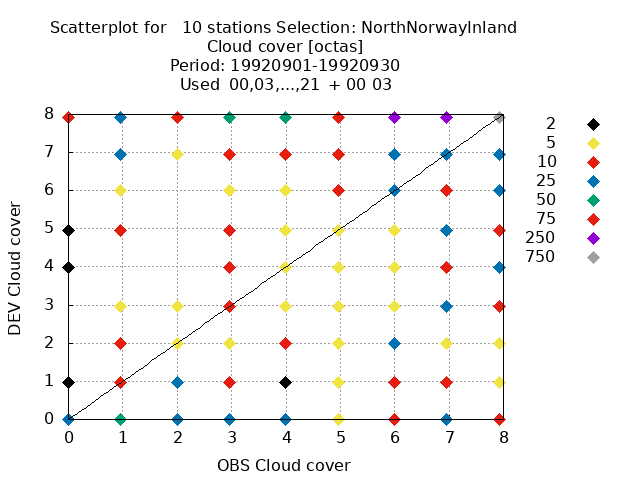 Scatterplot for   10 stations Selection: NorthNorwayInland
Cloud cover [octas]
Period: 19920901-19920930
Used  00,03,...,21  + 00 03
8
7
6
5
4
3
2
1
0
DEV Cloud cover
0 1 2 3 4 5 6 7 8
OBS Cloud cover
2
5
10
25
50
75
250
750